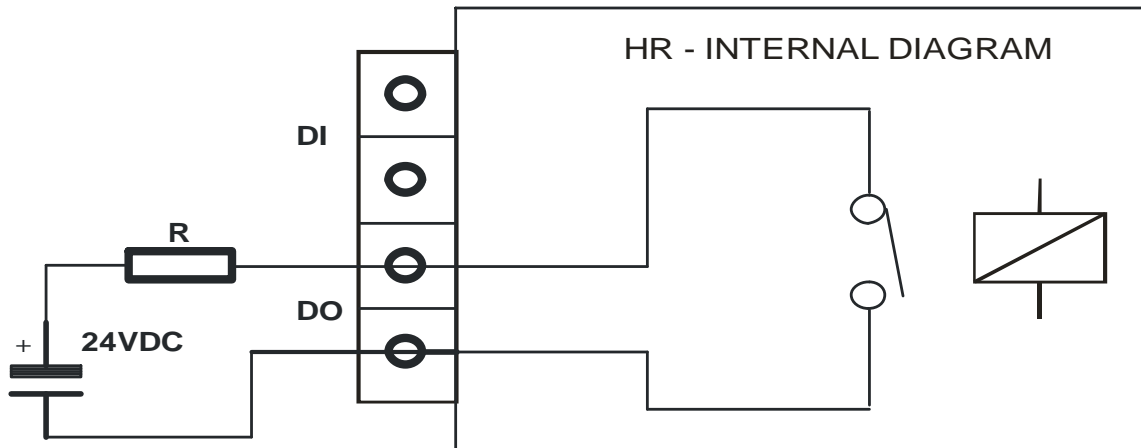 HR - INTERNAL DIAGRAM
DI
R
DO
+ 24VDC